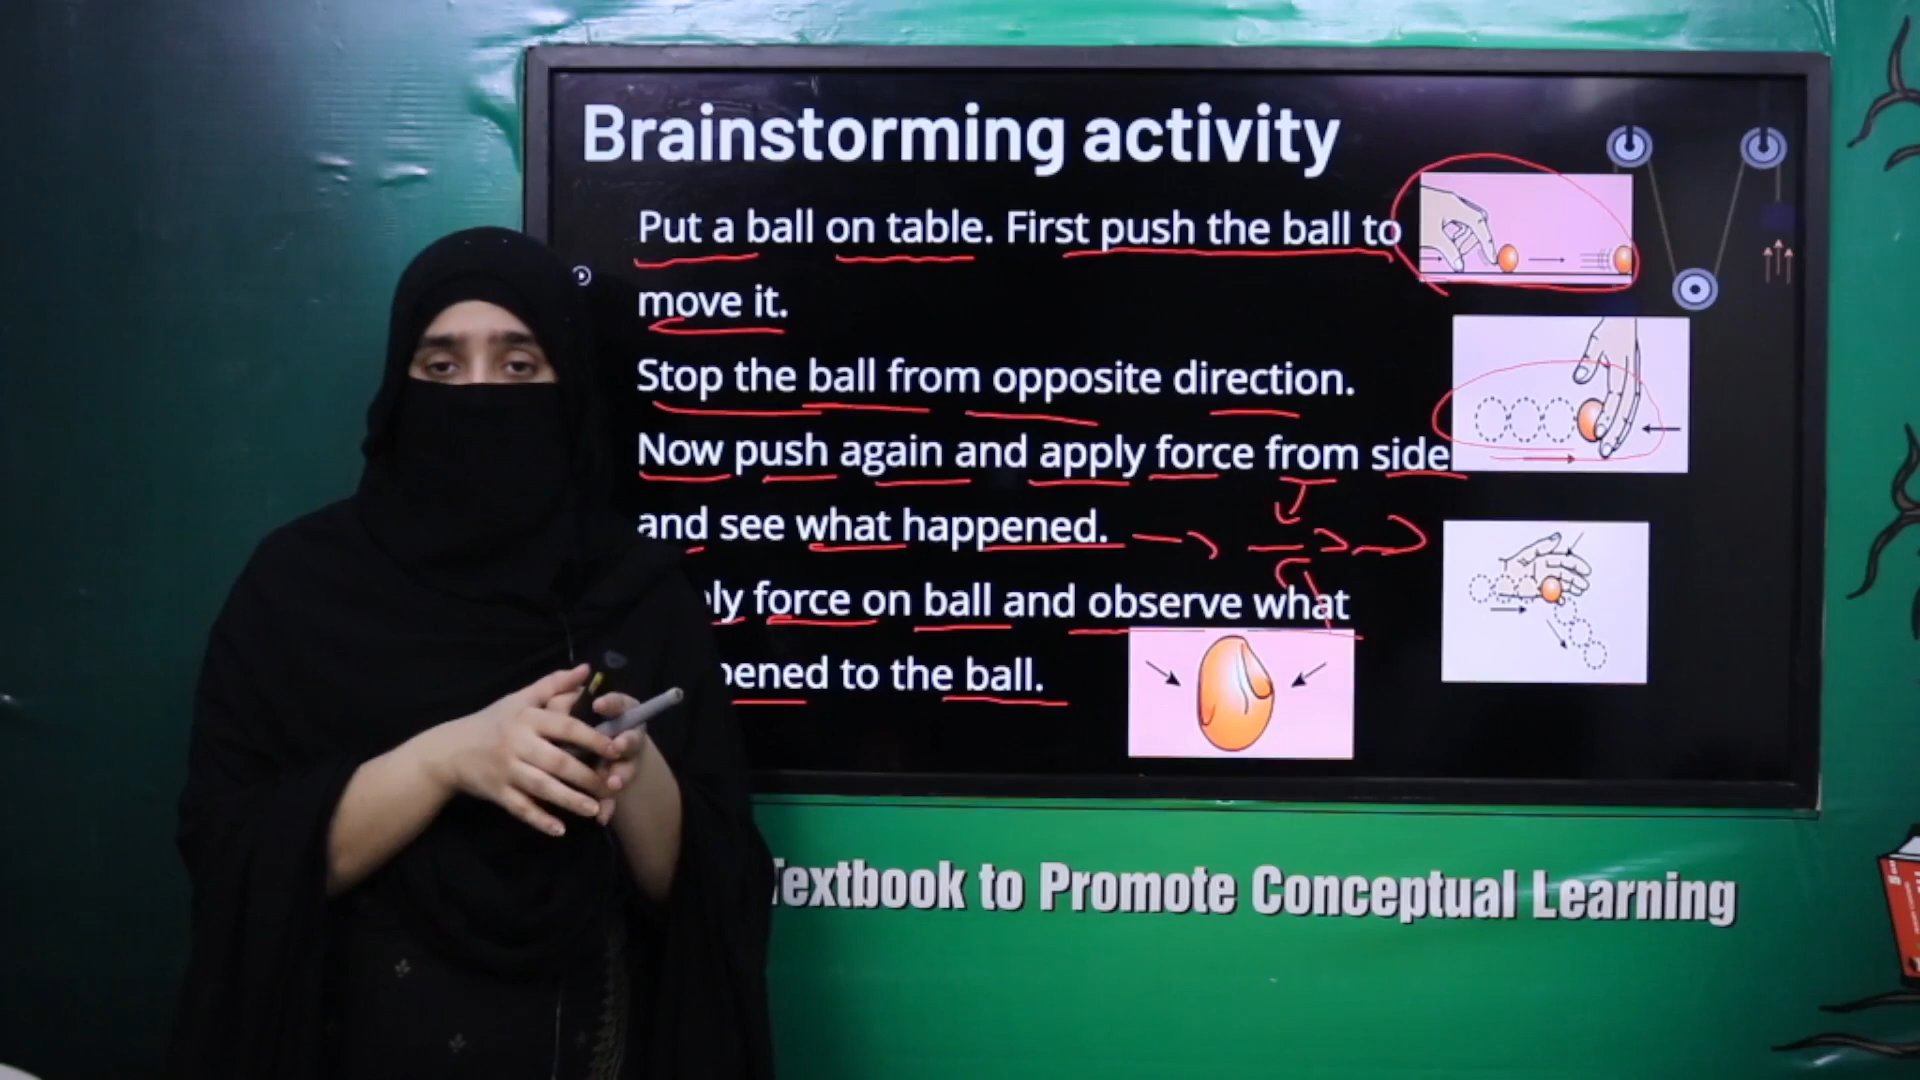 Brainstorming activity
Put a ball on table. First push the ball to
move it.
Stop the ball from opposite direction.
Now push again and apply force from side
and see what happened.
force on ball and observe what
to the ball.
Textbook to Promote Conceptual Learning